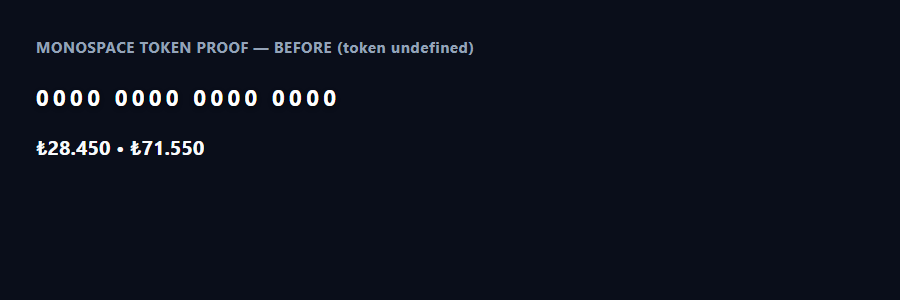 MONOSPACE TOKEN PROOF — BEFORE (token undefined)
0000 0000 0000 0000
₺28.450 • ₺71.550